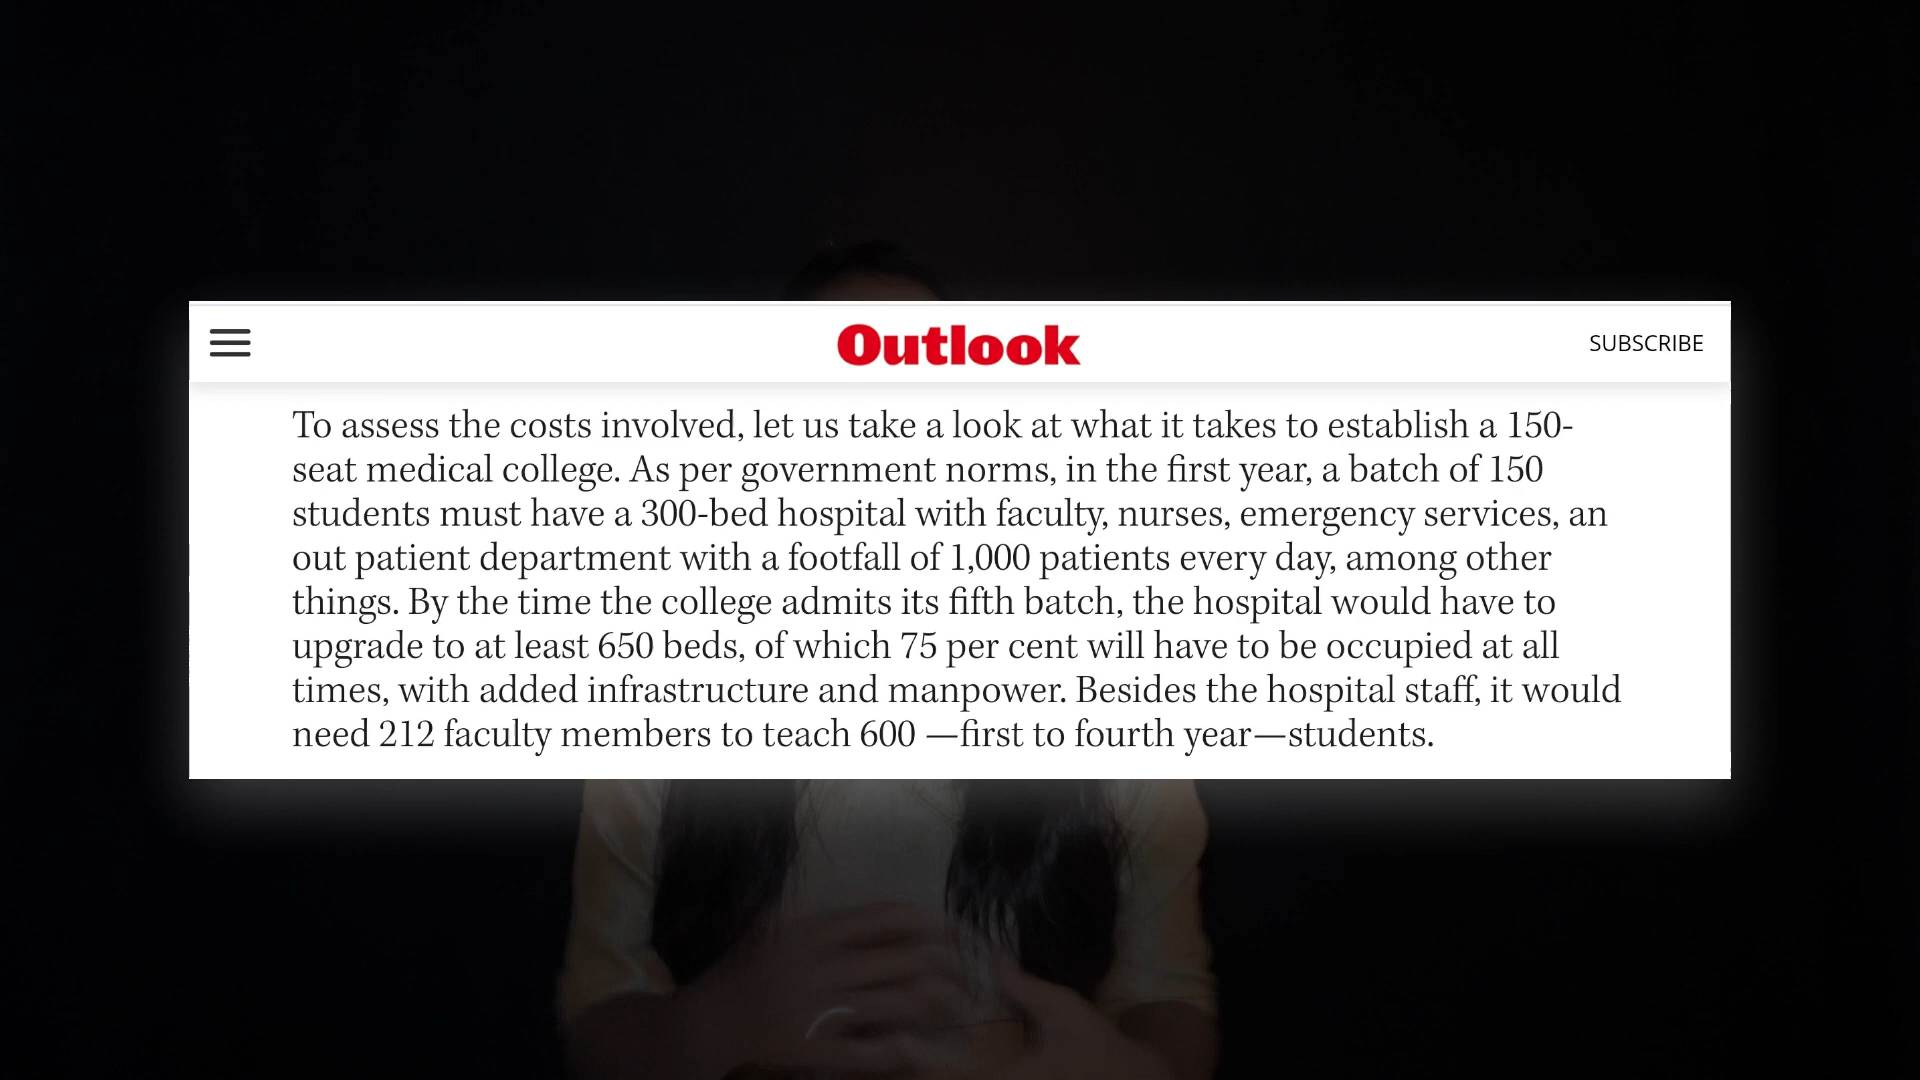 Outlook
SUBSCRIBE
To assess the costs involved, let us take a look at what it takes to establish a 150-
seat medical college. As per government norms, in the first year, a batch of 150
students must have a 300-bed hospital with faculty, nurses, emergency services, an
out patient department with a footfall of 1,000 patients every day, among other
things. By the time the college admits its fifth batch, the hospital would have to
upgrade to at least 650 beds, of which 75 per cent will have to be occupied at all
times, with added infrastructure and manpower. Besides the hospital staff, it would
need 212 faculty members to teach 600 —first to fourth year—students.